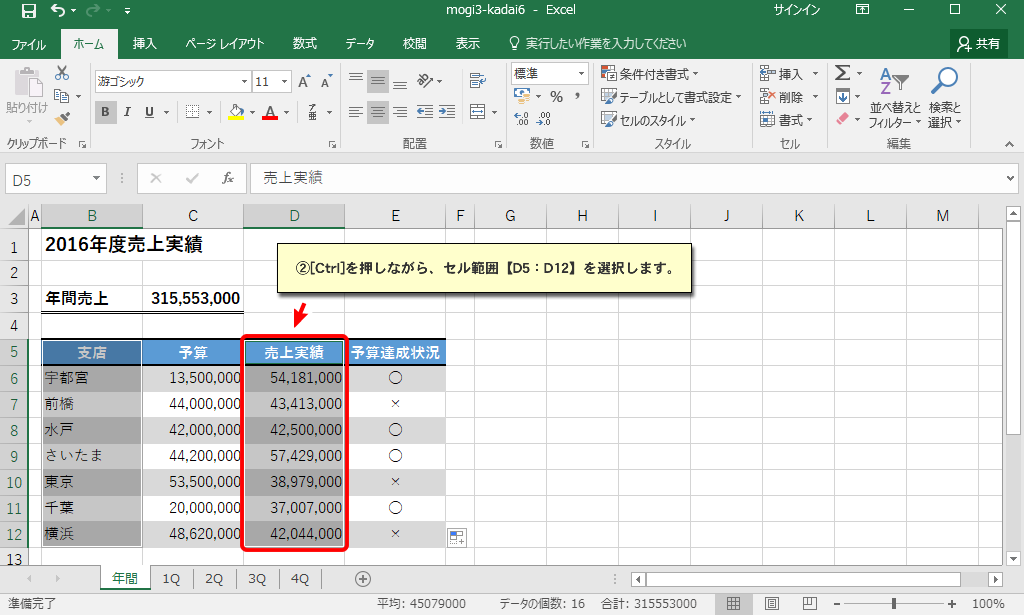 mogi3-kadai6 - Excel
サインイン
ファイル ホーム 挿入 ページ レイアウト 数式 データ 校閲 表示 実行したい作業を入力してください 共有
貼り付け
クリップボード
游ゴシック 11
B I U
フォント
配置
標準
% ,
数値
条件付き書式
テーブルとして書式設定
セルのスタイル
スタイル
挿入
削除
書式
セル
並べ替えと
フィルター
検索と
選択
編集
D5 fx 売上実績
A B C D E F G H I J K L M
1 2016年度売上実績
②[Ctrl]を押しながら、セル範囲【D5：D12】を選択します。
2
3 年間売上 315,553,000
4
5 支店 予算 売上実績 予算達成状況
6 宇都宮 13,500,000 54,181,000 ○
7 前橋 44,000,000 43,413,000 ×
8 水戸 42,000,000 42,500,000 ○
9 さいたま 44,200,000 57,429,000 ○
10 東京 53,500,000 38,979,000 ×
11 千葉 20,000,000 37,007,000 ○
12 横浜 48,620,000 42,044,000 ×
13
年間 1Q 2Q 3Q 4Q
準備完了 平均: 45079000 データの個数: 16 合計: 315553000 100%